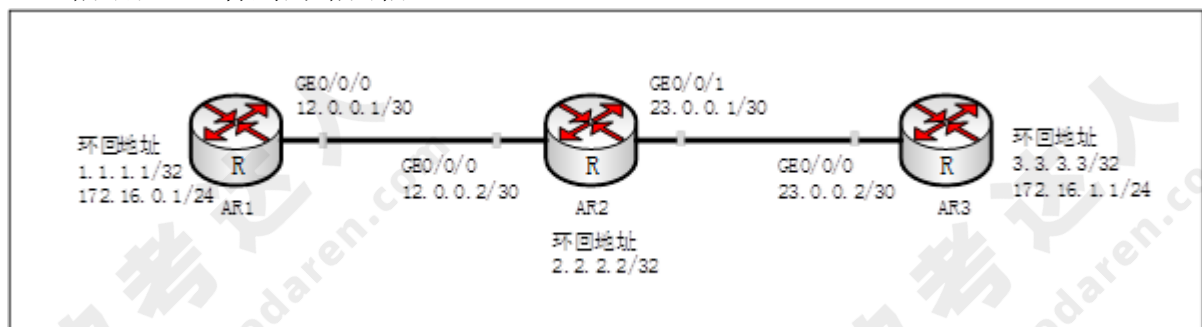 GE0/0/0
12.0.0.1/30
GE0/0/1
23.0.0.1/30
环回地址
1.1.1.1/32
172.16.0.1/24
R
AR1
GE0/0/0
12.0.0.2/30
R
AR2
GE0/0/0
23.0.0.2/30
R
AR3
环回地址
3.3.3.3/32
172.16.1.1/24
环回地址
2.2.2.2/32